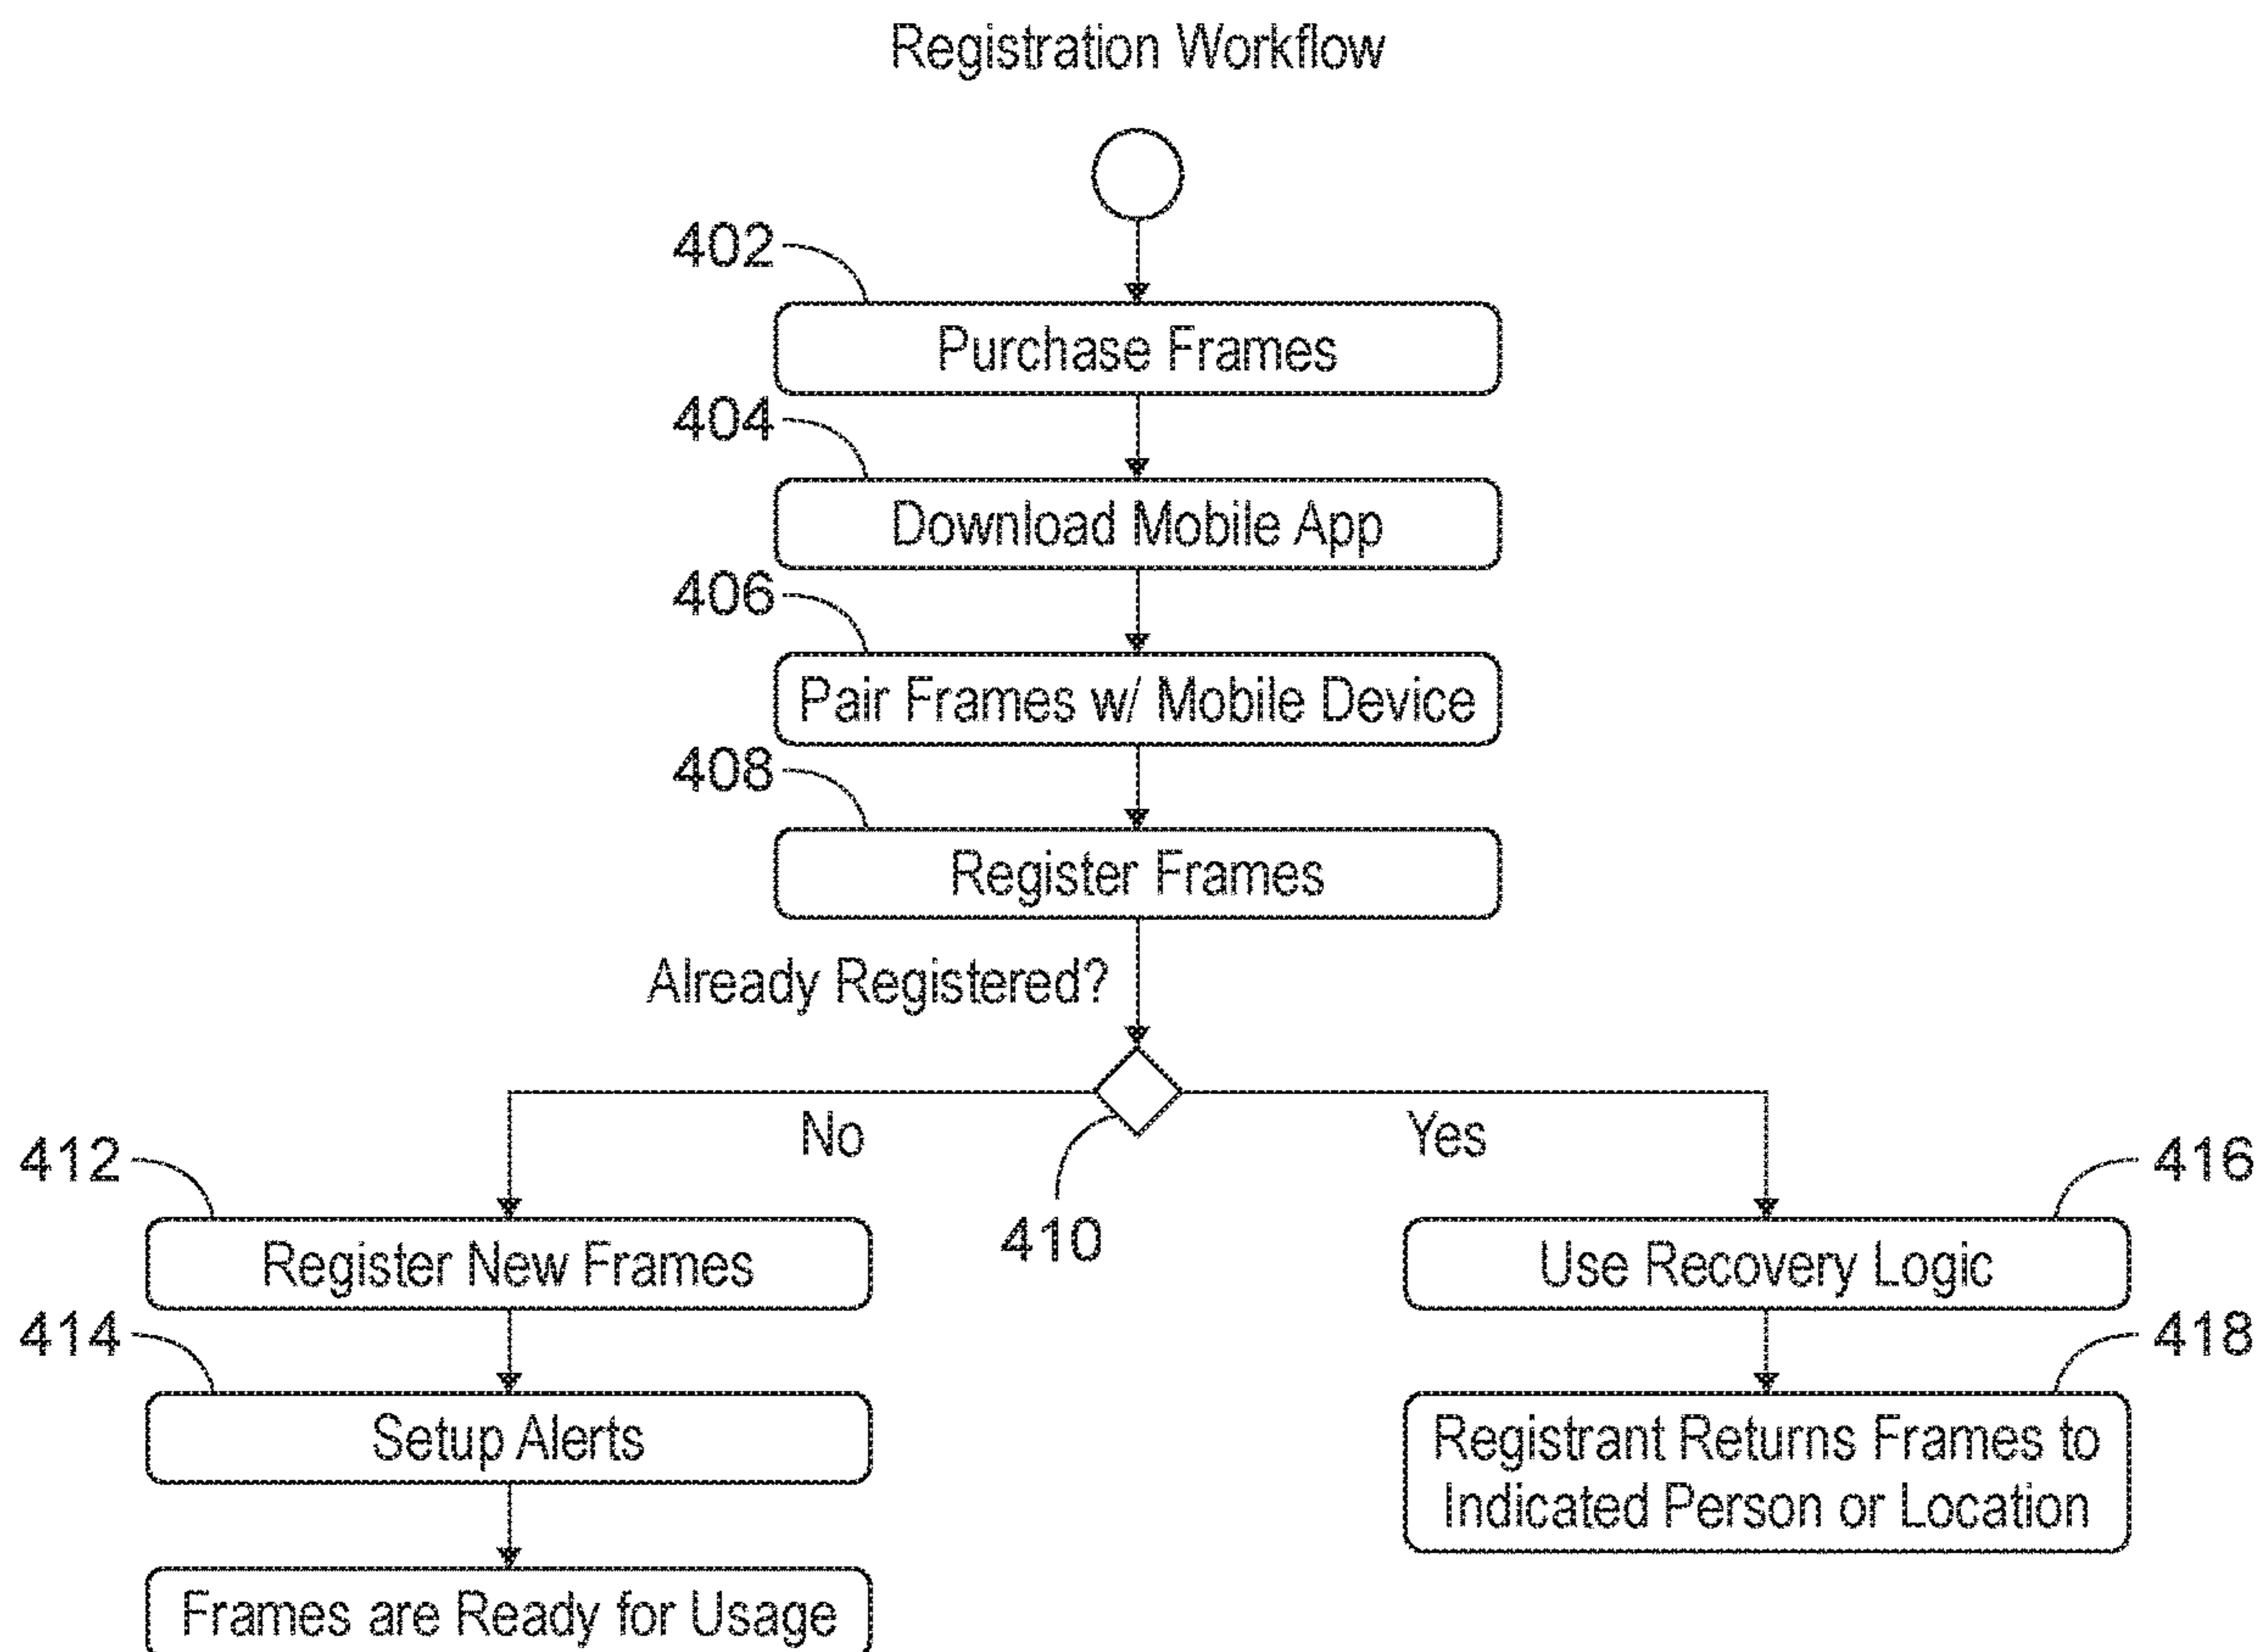 Registration Workflow
402
Purchase Frames
404
Download Mobile App
406
Pair Frames w/ Mobile Device
408
Register Frames
Already Registered?
No
Yes
410
412
Register New Frames
416
Use Recovery Logic
414
Setup Alerts
418
Registrant Returns Frames to
Indicated Person or Location
Frames are Ready for Usage